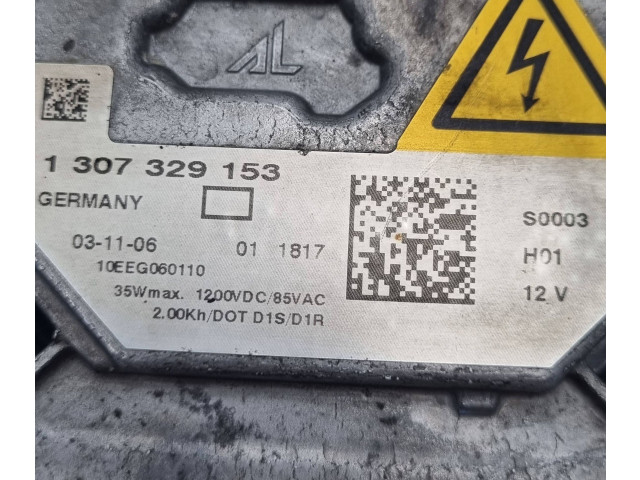 AL
1 307 329 153
GERMANY
S0003
03-11-06 01 1817
H01
10EEG060110
35Wmax. 1200VDC/85VAC
12 V
2.00Kh/DOT D1S/D1R